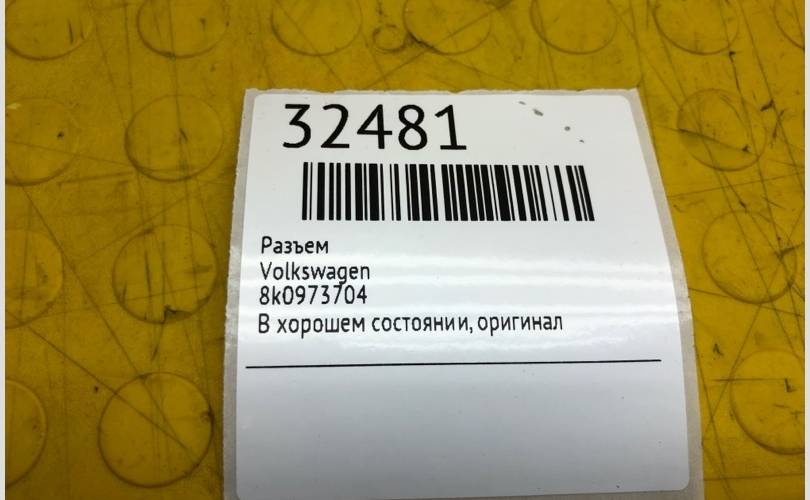 32481
Разъем
Volkswagen
8k0973704
В хорошем состоянии, оригинал